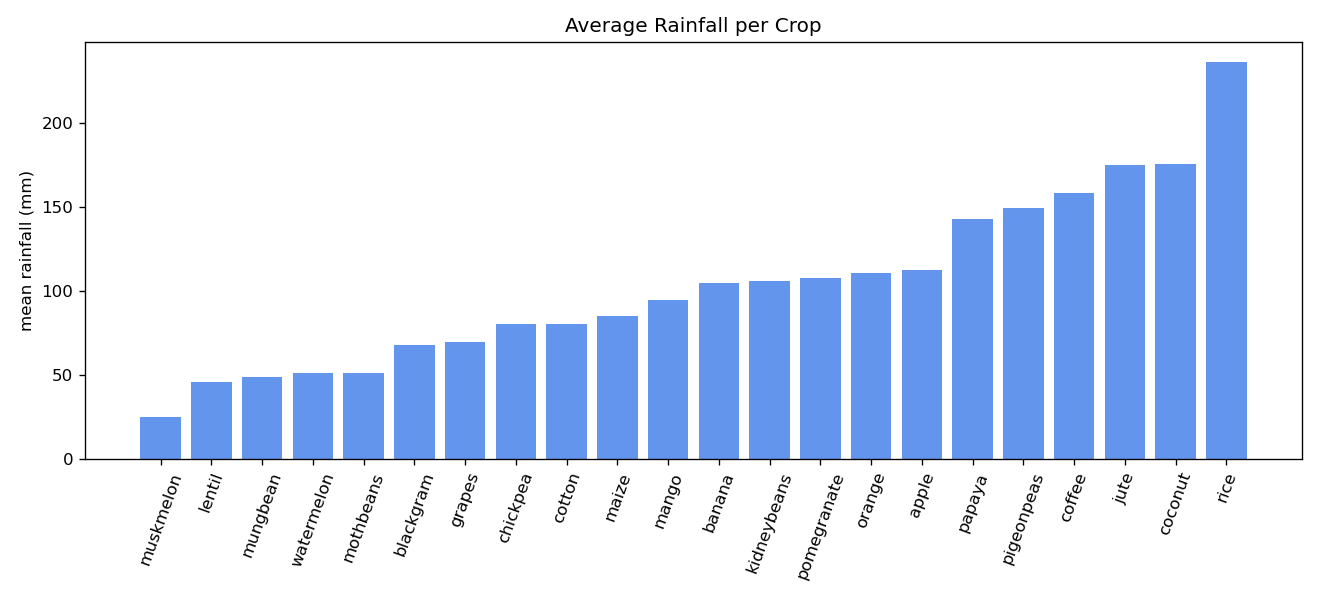 Average Rainfall per Crop
mean rainfall (mm)
200
150
100
50
0
muskmelon
lentil
mungbean
watermelon
mothbeans
blackgram
grapes
chickpea
cotton
maize
mango
banana
kidneybeans
pomegranate
orange
apple
papaya
pigeonpeas
coffee
jute
coconut
rice